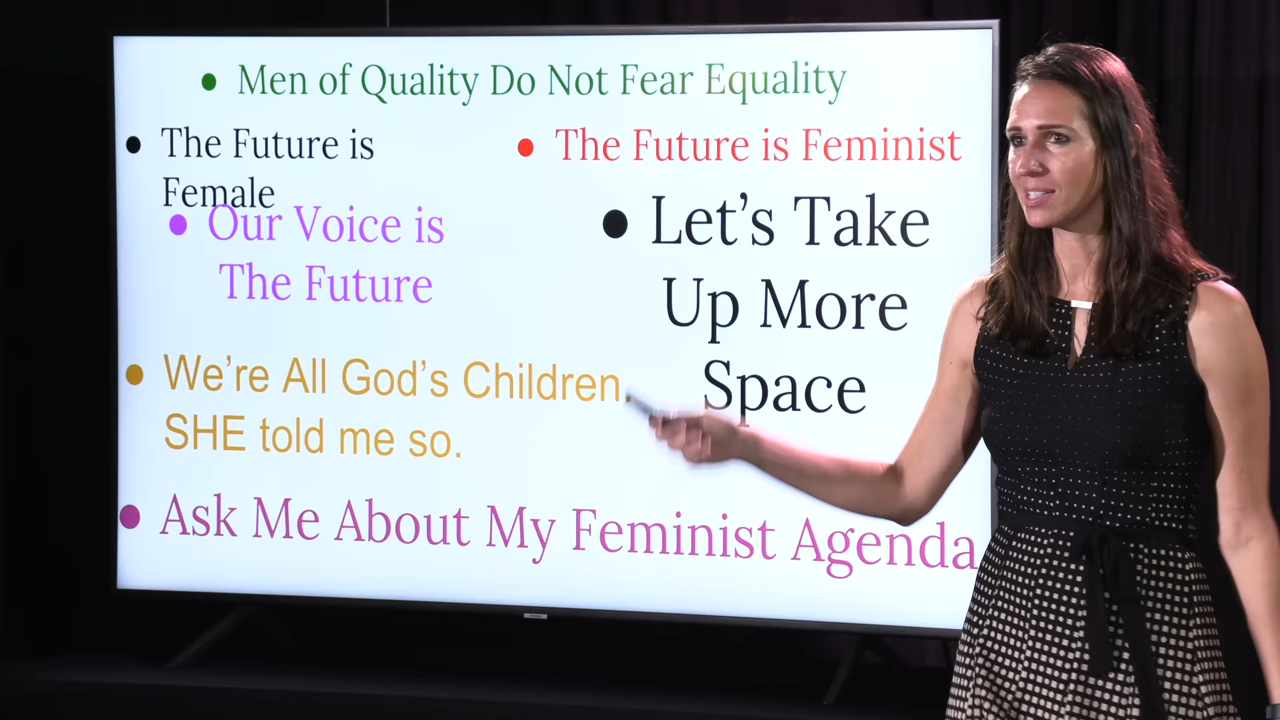 • Men of Quality Do Not Fear Equality
• The Future is
Female
• The Future is Feminist
• Our Voice is
The Future
• Let's Take
Up More
Space
• We're All God's Children.
SHE told me so.
• Ask Me About My Feminist Agenda